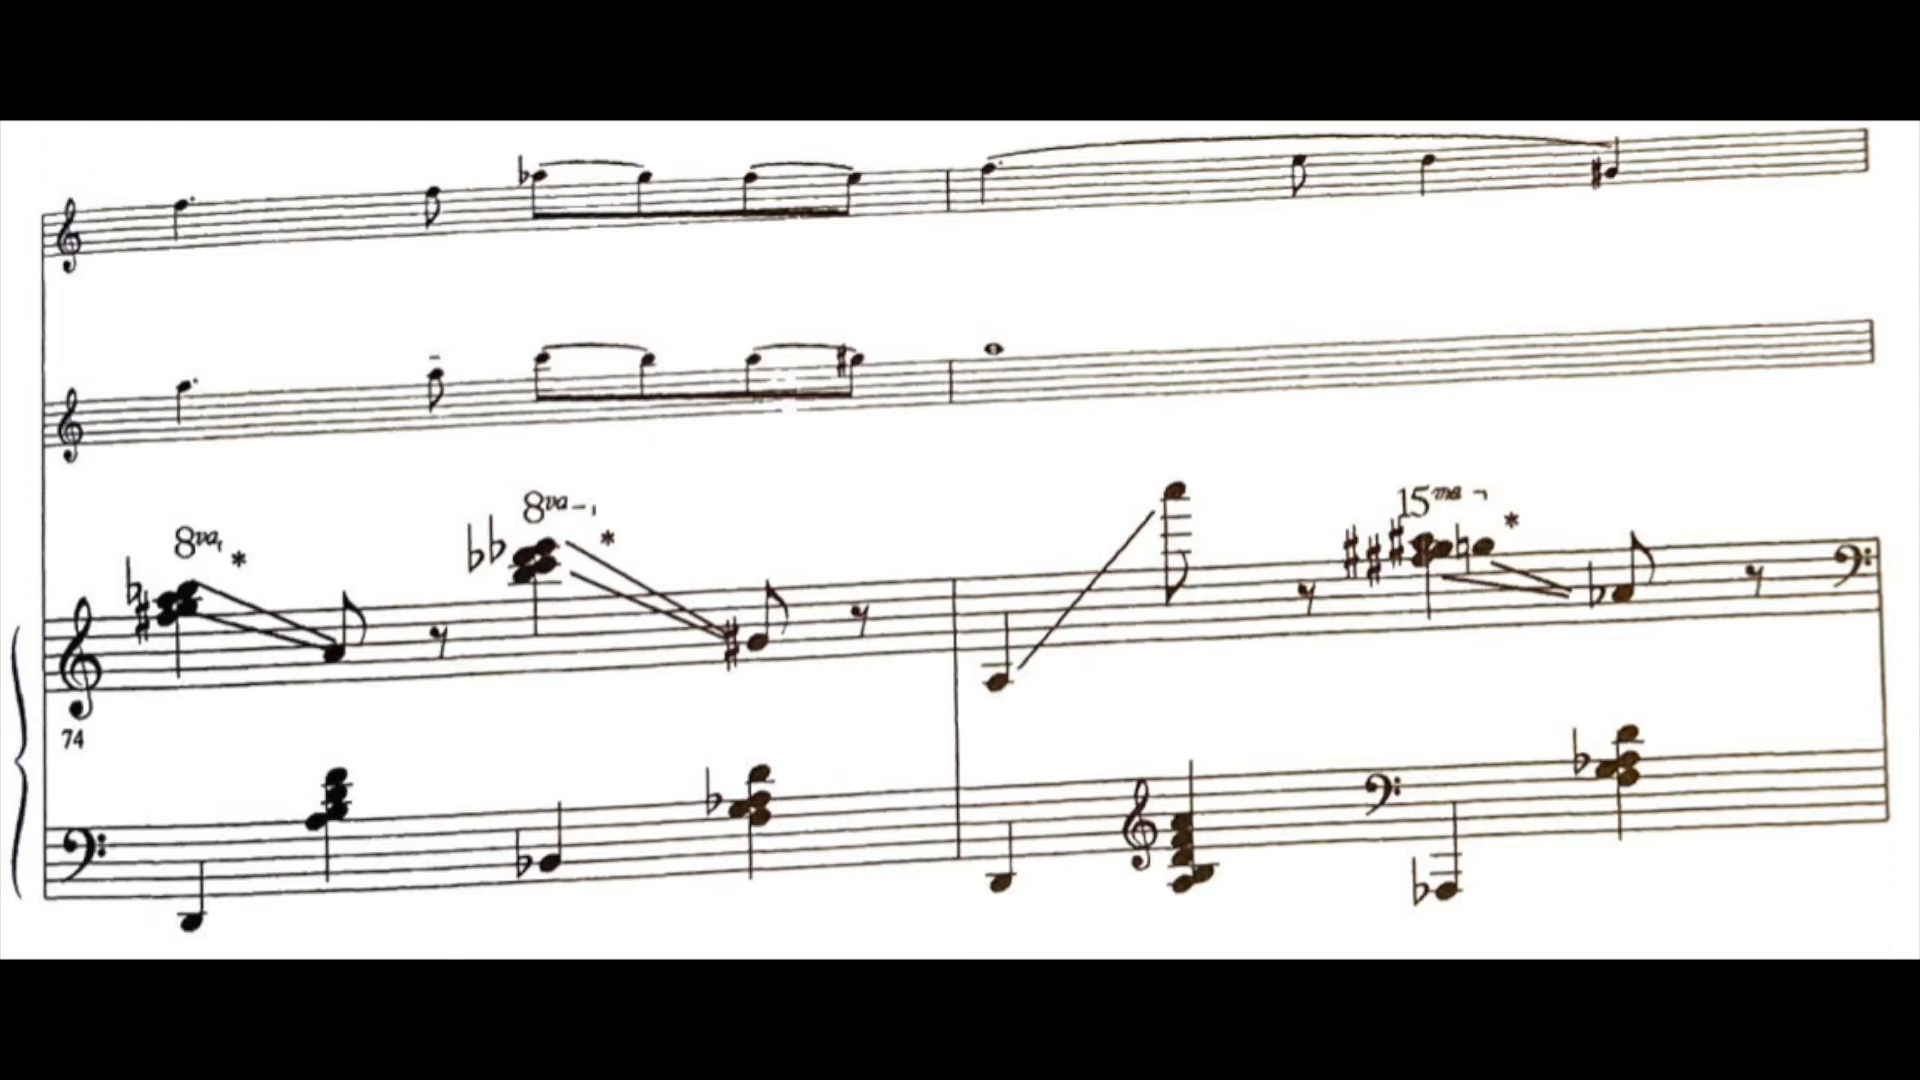 15ma ¬
8va-, *
*
8va, *
74